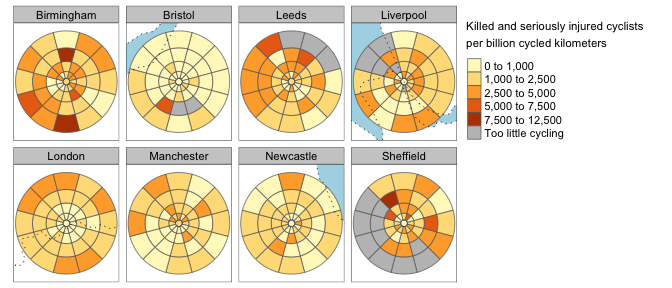 Birmingham
Bristol
Leeds
Liverpool
Killed and seriously injured cyclists
per billion cycled kilometers
0 to 1,000
1,000 to 2,500
2,500 to 5,000
5,000 to 7,500
7,500 to 12,500
Too little cycling
London
Manchester
Newcastle
Sheffield